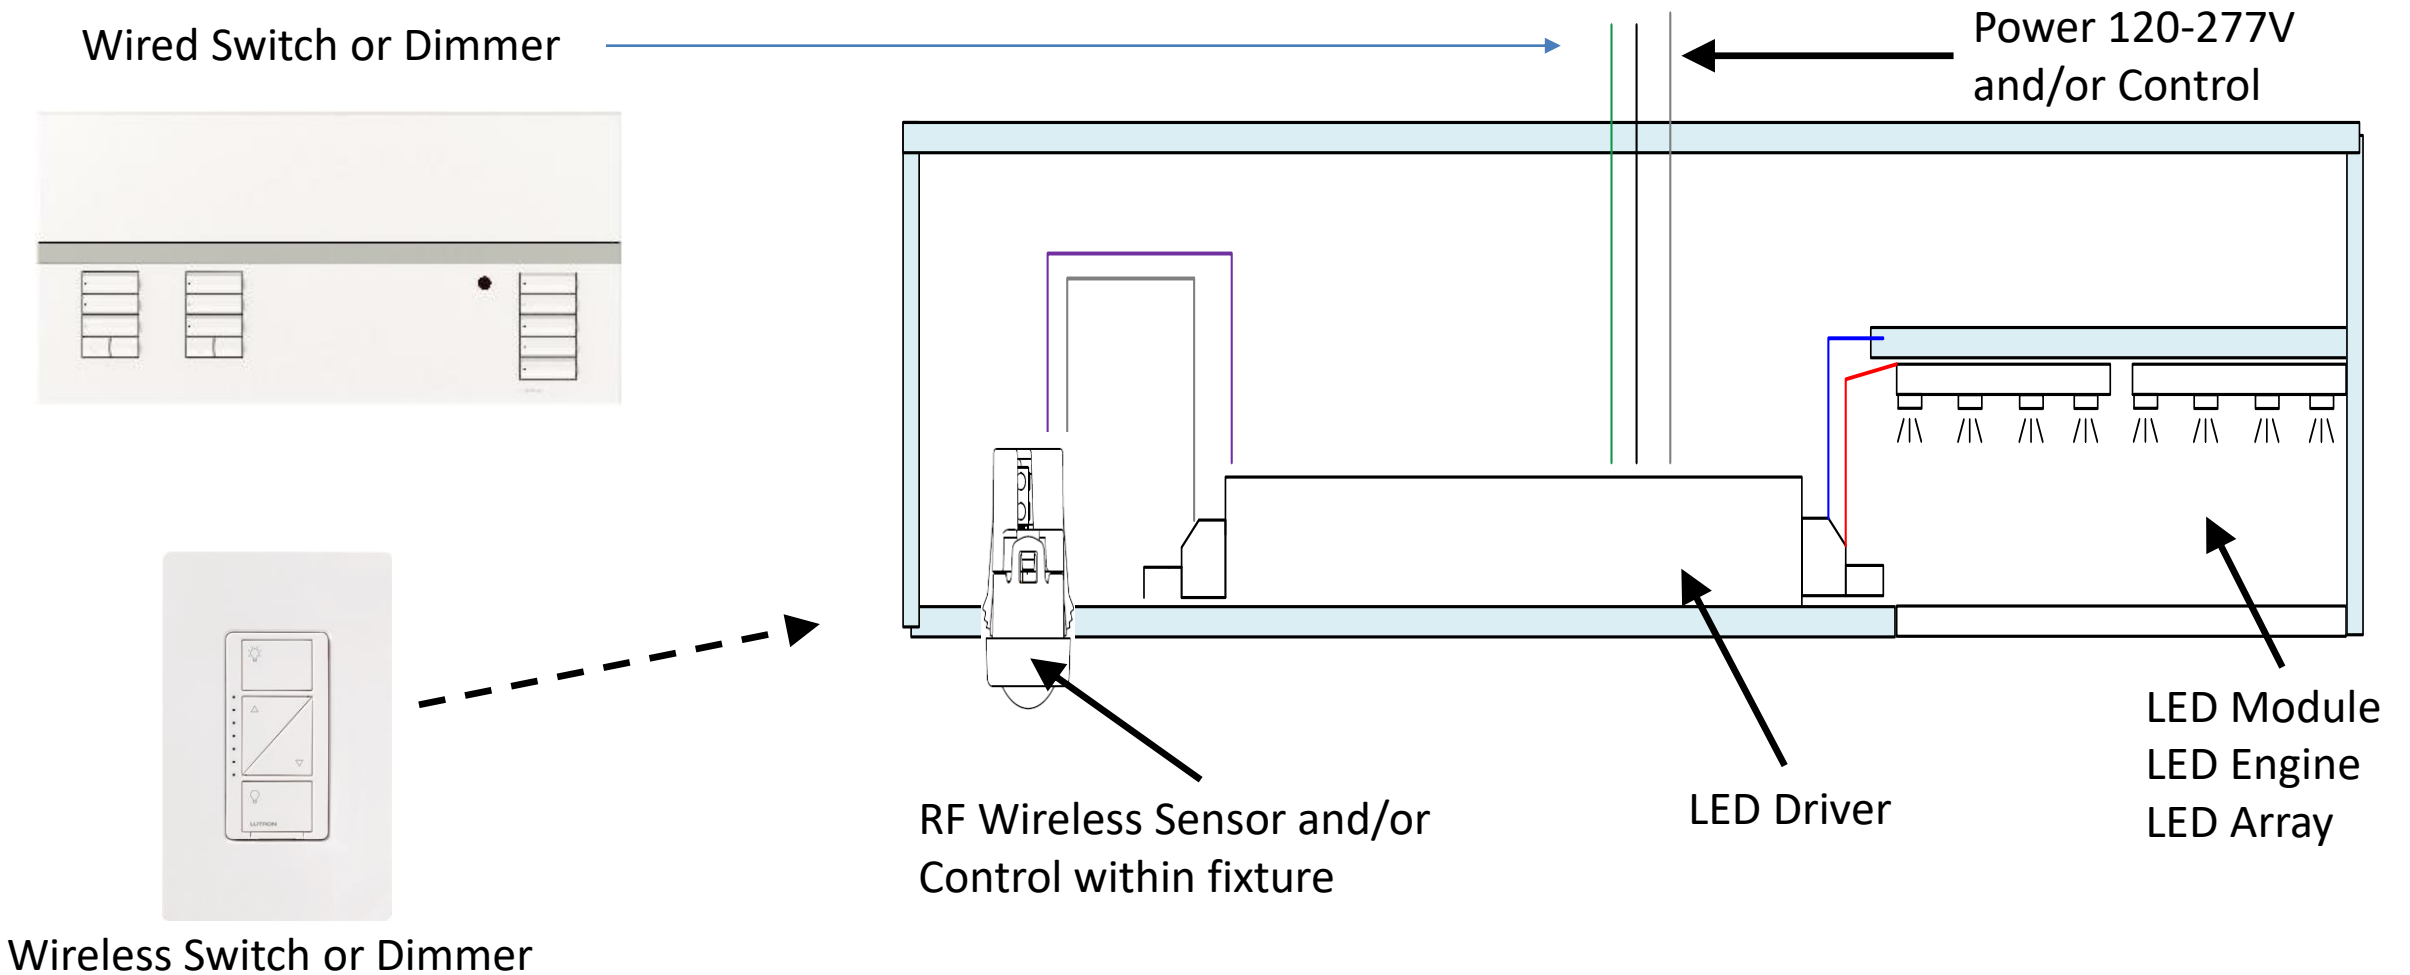 Wired Switch or Dimmer
Power 120-277V
and/or Control
LUTRON
RF Wireless Sensor and/or
Control within fixture
LED Driver
LED Module
LED Engine
LED Array
Wireless Switch or Dimmer